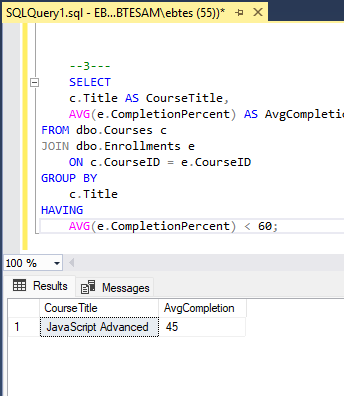 SQLQuery1.sql - EB...BTESAM\ebtes (55))*
--3---
SELECT
c.Title AS CourseTitle,
AVG(e.CompletionPercent) AS AvgCompletion
FROM dbo.Courses c
JOIN dbo.Enrollments e
ON c.CourseID = e.CourseID
GROUP BY
c.Title
HAVING
AVG(e.CompletionPercent) < 60;
100 %
Results Messages
CourseTitle AvgCompletion
1 JavaScript Advanced 45